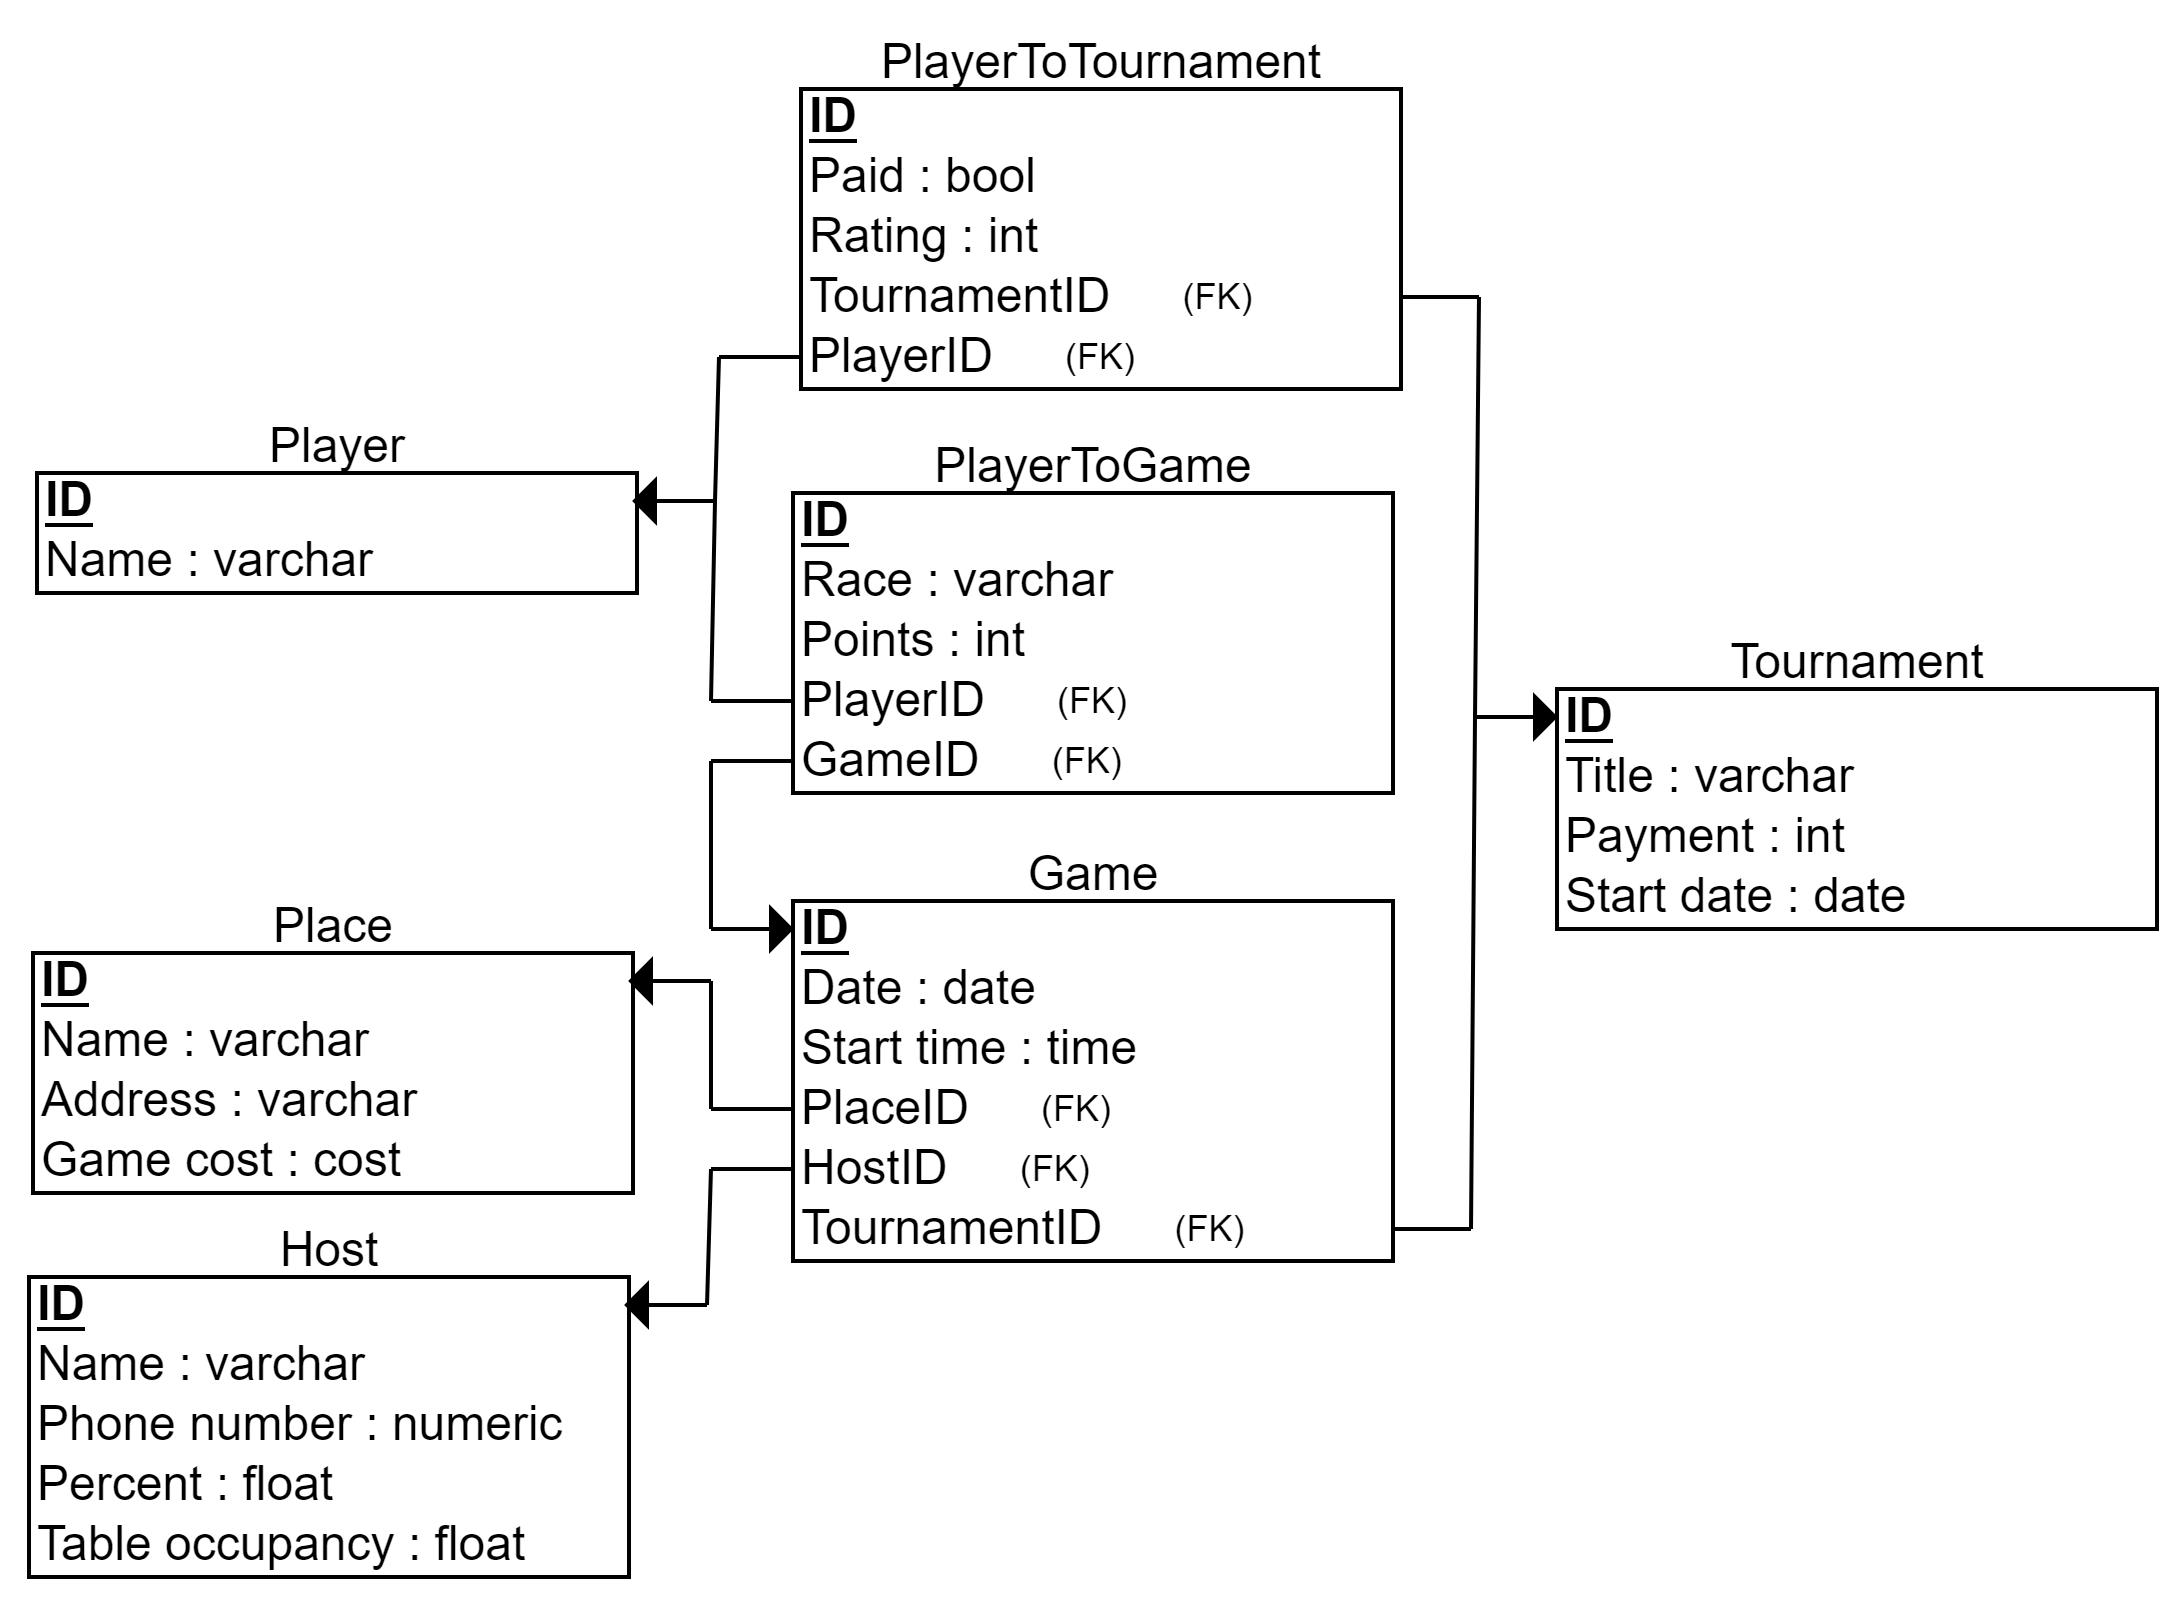 PlayerToTournament
ID
Paid : bool
Rating : int
TournamentID (FK)
PlayerID (FK)
Player
ID
Name : varchar
PlayerToGame
ID
Race : varchar
Points : int
PlayerID (FK)
GameID (FK)
Tournament
ID
Title : varchar
Payment : int
Start date : date
Game
ID
Date : date
Start time : time
PlaceID (FK)
HostID (FK)
TournamentID (FK)
Place
ID
Name : varchar
Address : varchar
Game cost : cost
Host
ID
Name : varchar
Phone number : numeric
Percent : float
Table occupancy : float